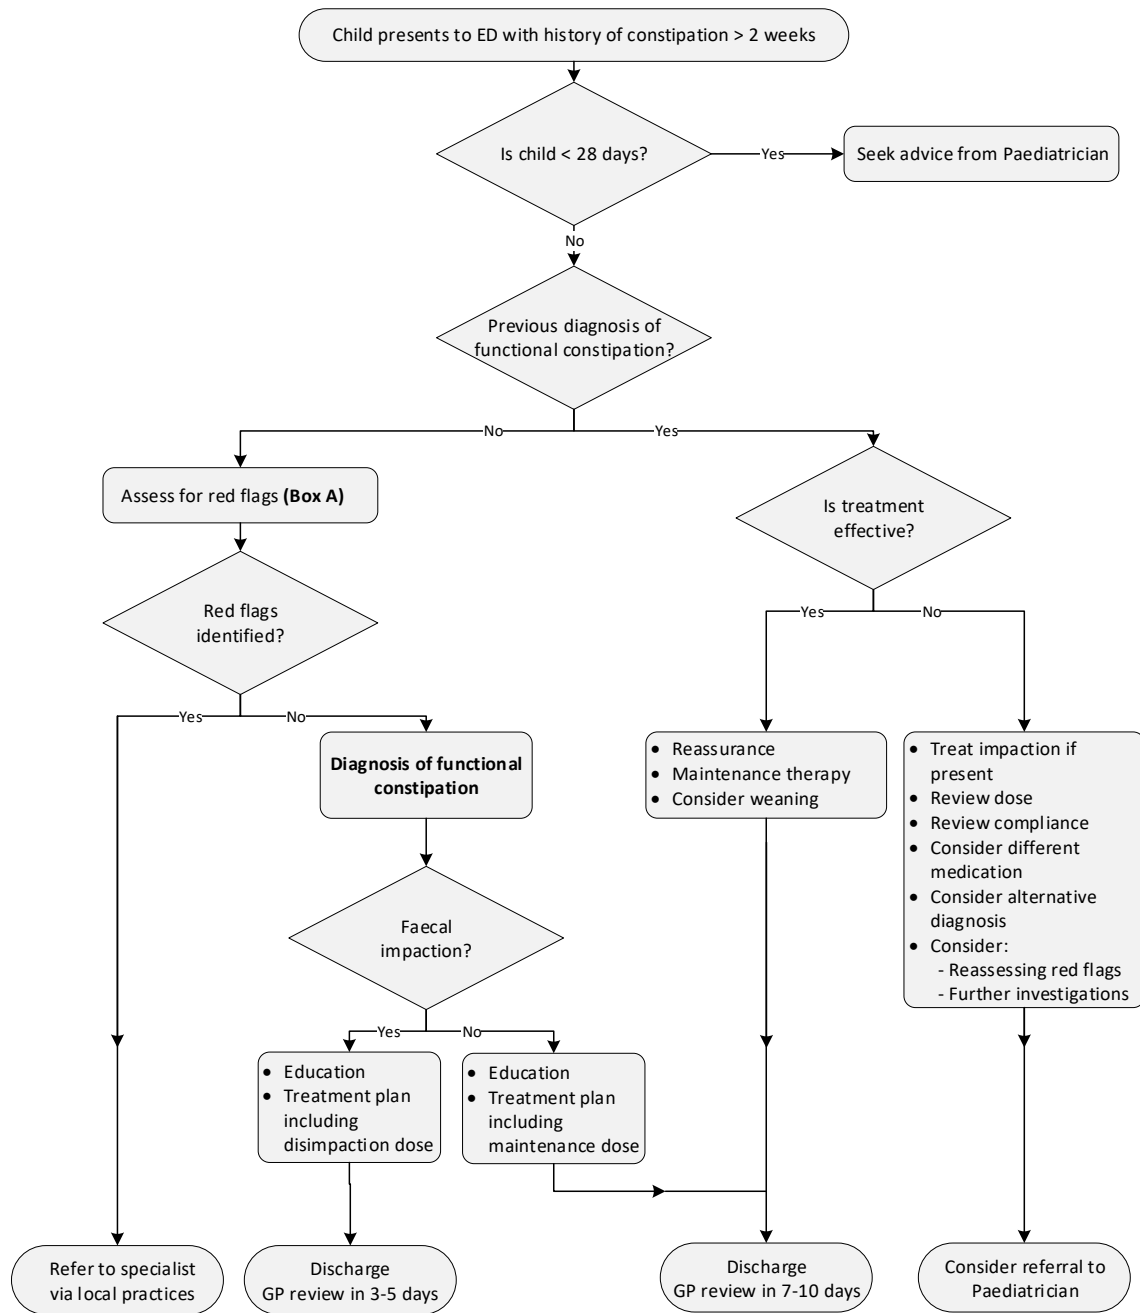 Child presents to ED with history of constipation > 2 weeks
Is child < 28 days?
Yes
Seek advice from Paediatrician
No
Previous diagnosis of
functional constipation?
No
Yes
Assess for red flags (Box A)
Is treatment
effective?
Red flags
identified?
Yes
No
Yes
No
Diagnosis of functional
constipation
• Reassurance
• Maintenance therapy
• Consider weaning
• Treat impaction if
present
• Review dose
• Review compliance
• Consider different
medication
• Consider alternative
diagnosis
• Consider:
- Reassessing red flags
- Further investigations
Faecal
impaction?
Yes
No
• Education
• Treatment plan
including
disimpaction dose
• Education
• Treatment plan
including
maintenance dose
Refer to specialist
via local practices
Discharge
GP review in 3-5 days
Discharge
GP review in 7-10 days
Consider referral to
Paediatrician